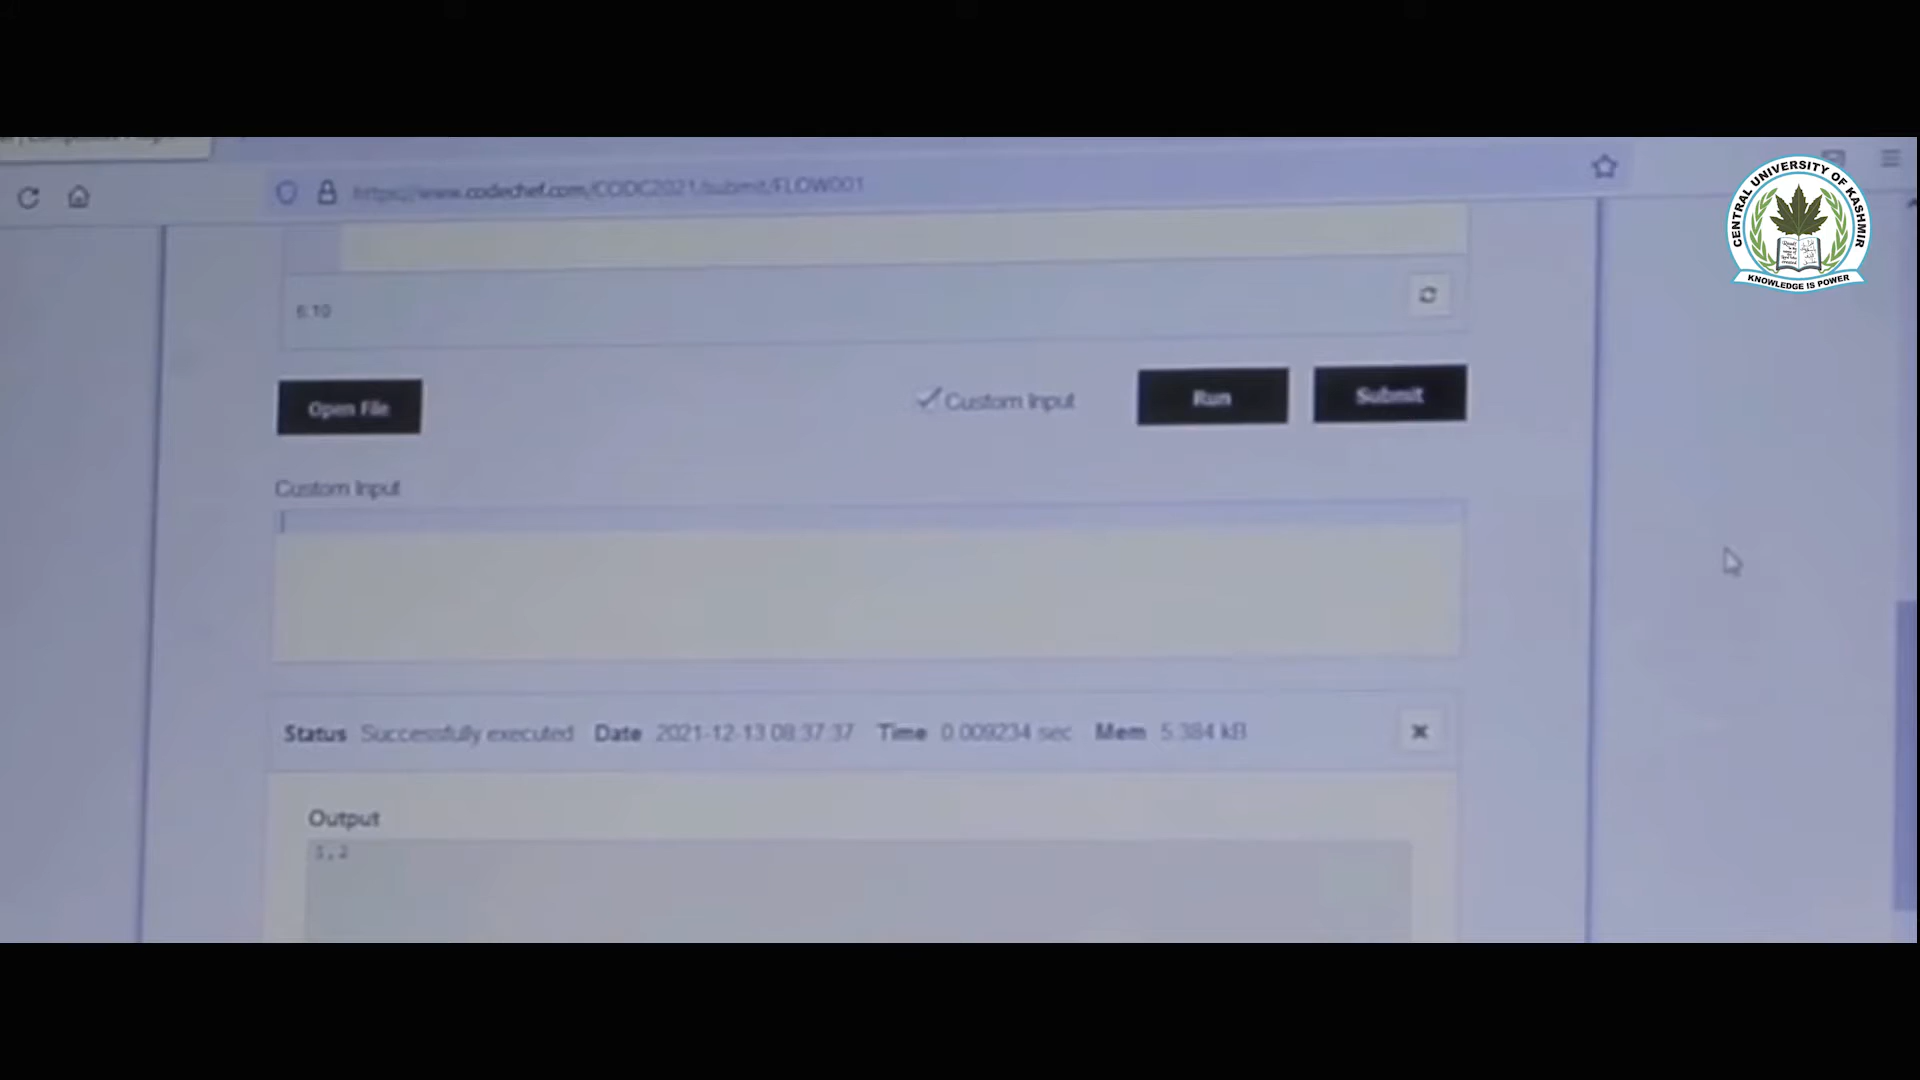 https://www.codechef.com/CODC2021/submit/FLOW001
CENTRAL UNIVERSITY OF KASHMIR
KNOWLEDGE IS POWER
6:10
Open File
Custom Input
Run
Submit
Custom Input
Status Successfully executed Date 2021-12-13 08:37:37 Time 0.009234 sec Mem 5.384 kB
Output